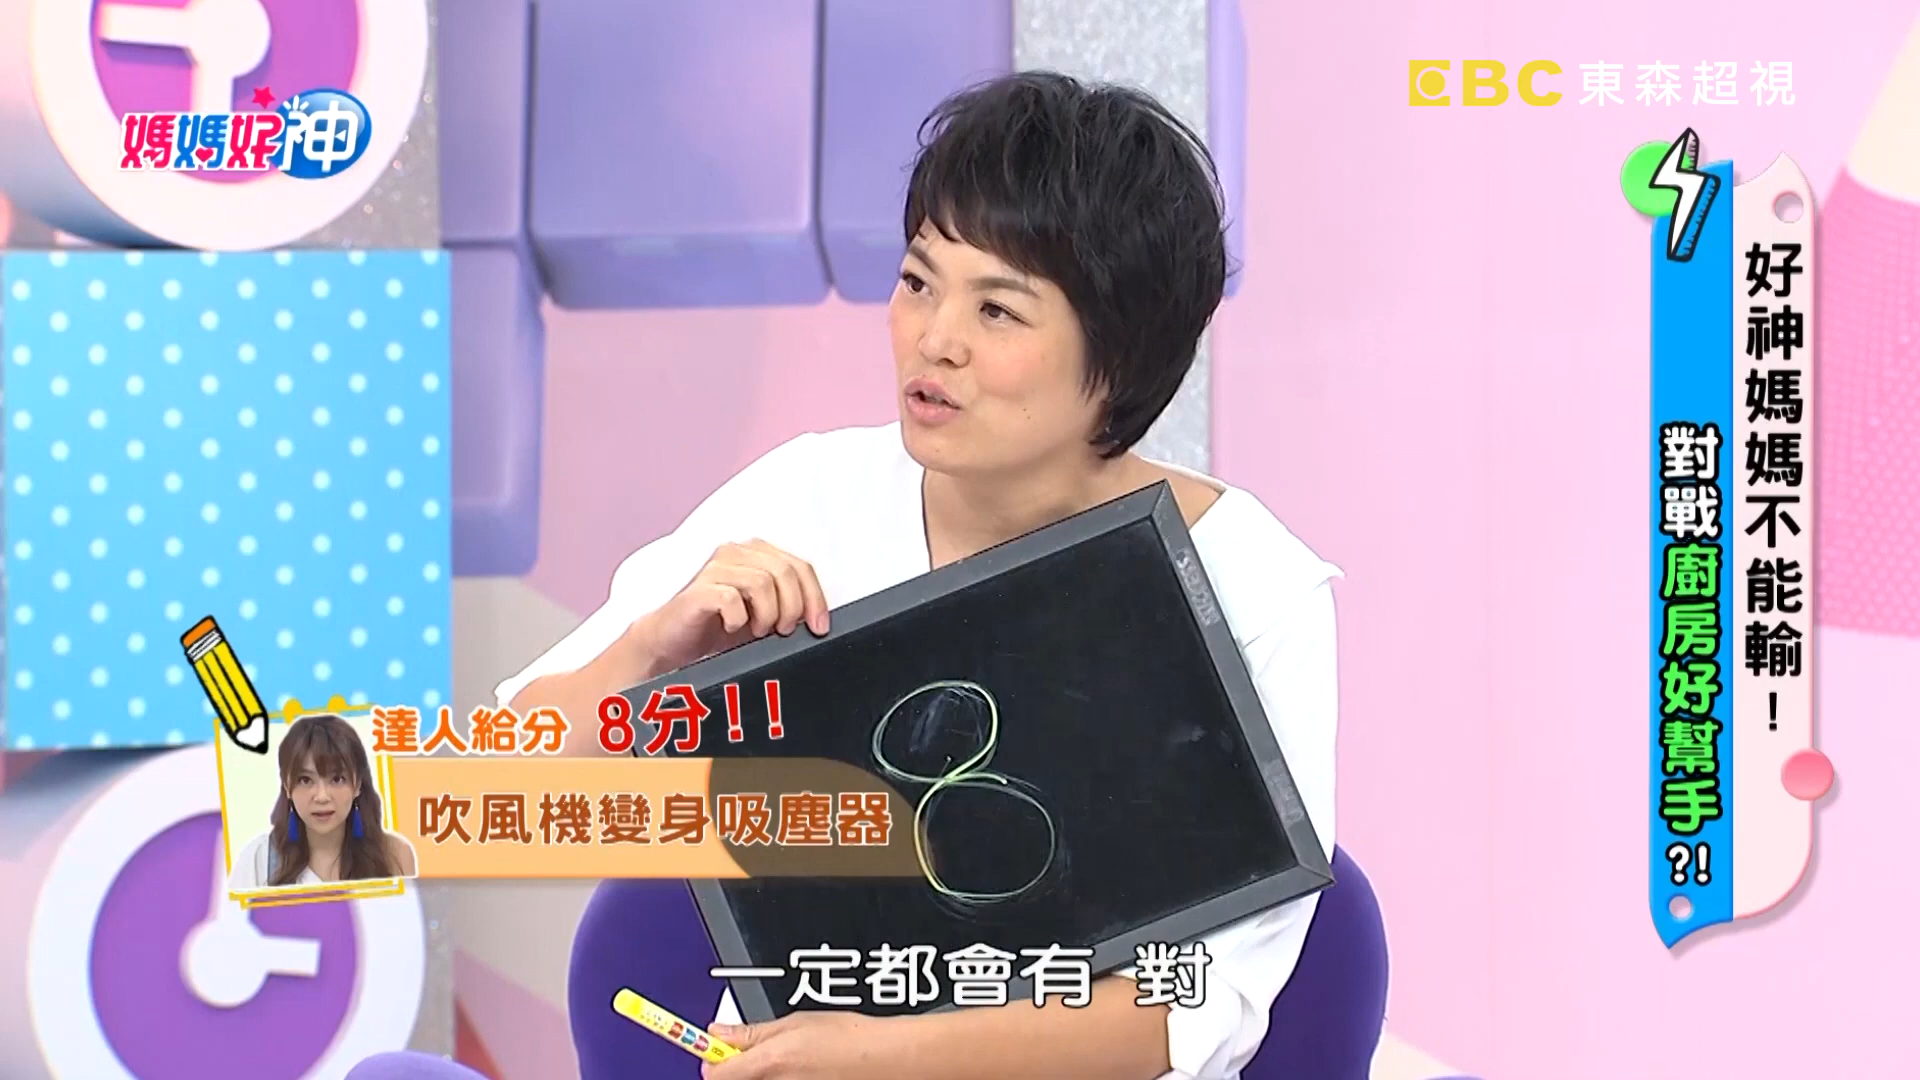 媽媽好神
EBC 東森超視
好神媽媽不能輸！
對戰廚房好幫手?!
達人給分 8分!!
吹風機變身吸塵器
8
一定都會有 對